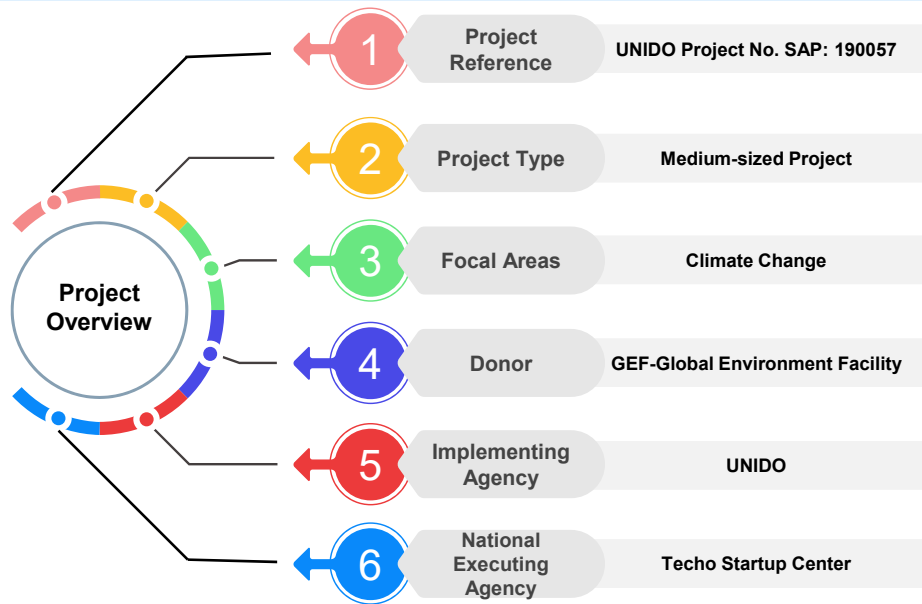 Project
Overview
1
Project
Reference
UNIDO Project No. SAP: 190057
2
Project Type
Medium-sized Project
3
Focal Areas
Climate Change
4
Donor
GEF-Global Environment Facility
5
Implementing
Agency
UNIDO
6
National
Executing
Agency
Techo Startup Center